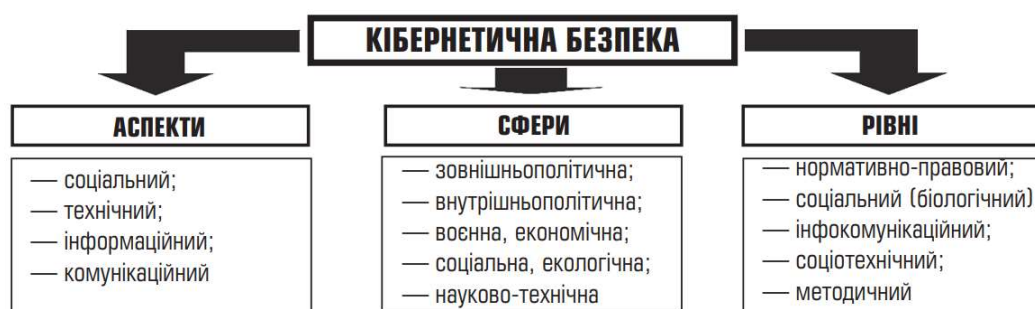 КІБЕРНЕТИЧНА БЕЗПЕКА
АСПЕКТИ
— соціальний;
— технічний;
— інформаційний;
— комунікаційний
СФЕРИ
— зовнішньополітична;
— внутрішньополітична;
— воєнна, економічна;
— соціальна, екологічна;
— науково-технічна
РІВНІ
— нормативно-правовий;
— соціальний (біологічний)
— інфокомунікаційний;
— соціотехнічний;
— методичний